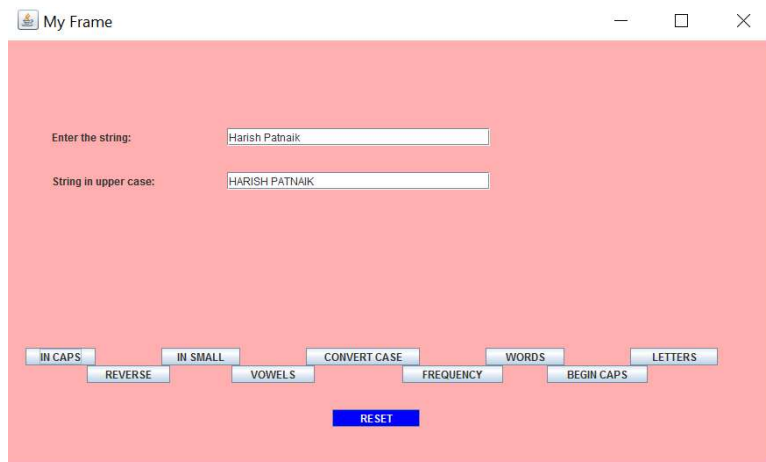 My Frame
Enter the string: Harish Patnaik
String in upper case: HARISH PATNAIK
IN CAPS IN SMALL CONVERT CASE WORDS LETTERS
REVERSE VOWELS FREQUENCY BEGIN CAPS
RESET